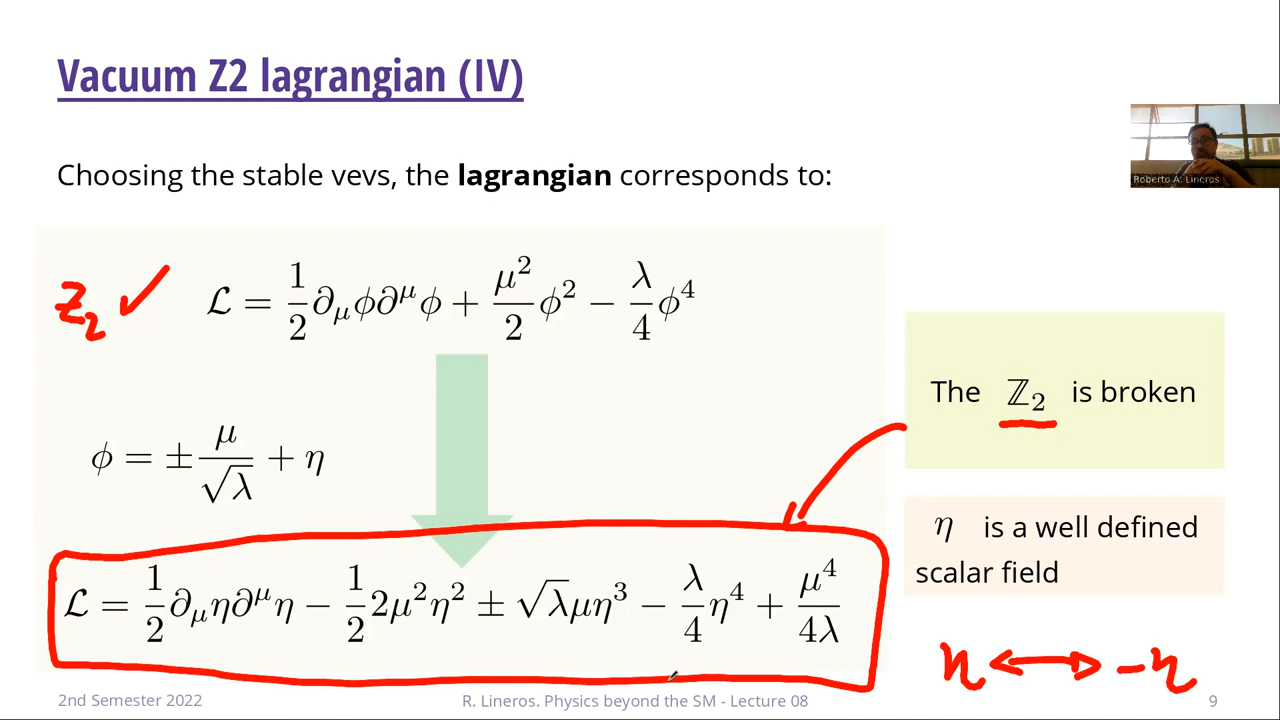 Vacuum Z2 lagrangian (IV)
Roberto A. Lineros
Choosing the stable vevs, the lagrangian corresponds to:
Z₂ ✓ ℒ = 1/2 ∂_μϕ∂^μϕ + μ²/2 ϕ² − λ/4 ϕ⁴
The ℤ₂ is broken
ϕ = ± μ/√λ + η
η is a well defined
scalar field
ℒ = 1/2 ∂_μη∂^μη − 1/2 2μ²η² ± √λμη³ − λ/4 η⁴ + μ⁴/4λ
η ↔ −η
2nd Semester 2022
R. Lineros. Physics beyond the SM - Lecture 08
9